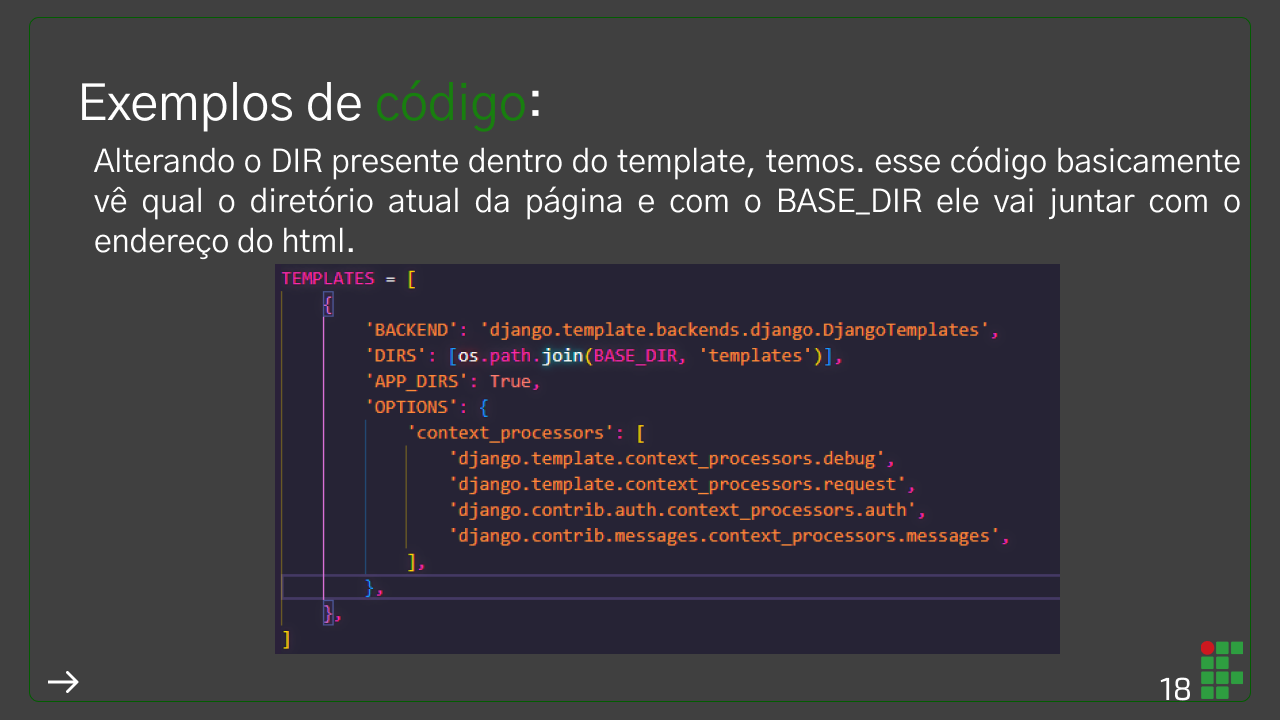 Exemplos de código:
Alterando o DIR presente dentro do template, temos. esse código basicamente
vê qual o diretório atual da página e com o BASE_DIR ele vai juntar com o
endereço do html.
TEMPLATES = [
    {
        'BACKEND': 'django.template.backends.django.DjangoTemplates',
        'DIRS': [os.path.join(BASE_DIR, 'templates')],
        'APP_DIRS': True,
        'OPTIONS': {
            'context_processors': [
                'django.template.context_processors.debug',
                'django.template.context_processors.request',
                'django.contrib.auth.context_processors.auth',
                'django.contrib.messages.context_processors.messages',
            ],
        },
    },
]
18